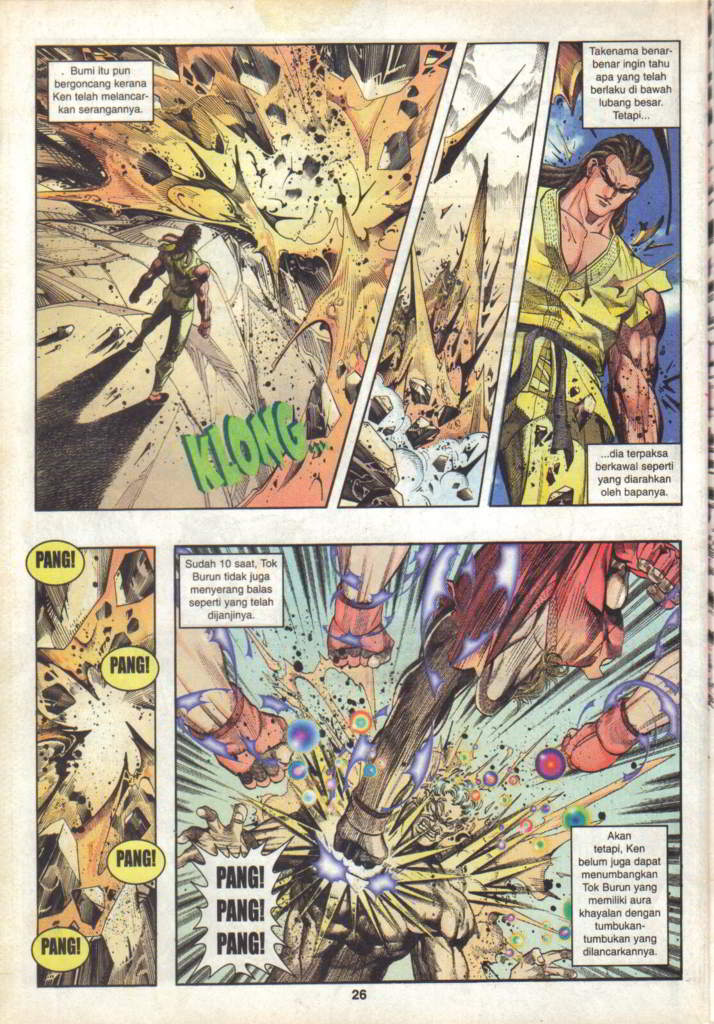 . Bumi itu pun
bergoncang kerana
Ken telah melancar-
kan serangannya.
KLONG...
Takenama benar-
benar ingin tahu
apa yang telah
berlaku di bawah
lubang besar.
Tetapi...
...dia terpaksa
berkawal seperti
yang diarahkan
oleh bapanya.
PANG!
PANG!
PANG!
PANG!
Sudah 10 saat, Tok
Burun tidak juga
menyerang balas
seperti yang telah
dijanjinya.
PANG!
PANG!
PANG!
Akan
tetapi, Ken
belum juga dapat
menumbangkan
Tok Burun yang
memiliki aura
khayalan dengan
tumbukan-
tumbukan yang
dilancarkannya.
26